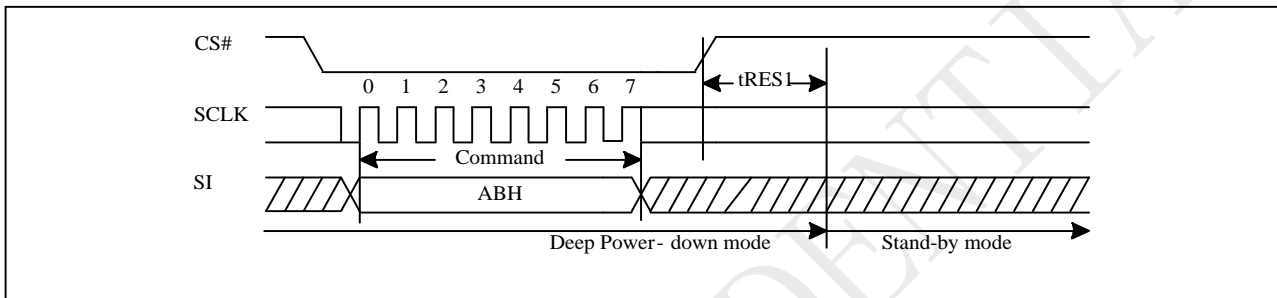 CS#
tRES1
0 1 2 3 4 5 6 7
SCLK
Command
SI
ABH
Deep Power- down mode
Stand-by mode